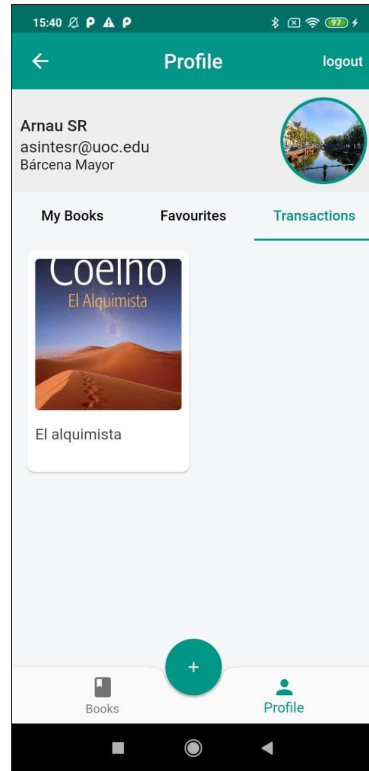 15:40
97
Profile
logout
Arnau SR
asintesr@uoc.edu
Bárcena Mayor
My Books
Favourites
Transactions
Coelho
El Alquimista
El alquimista
+
Books
Profile